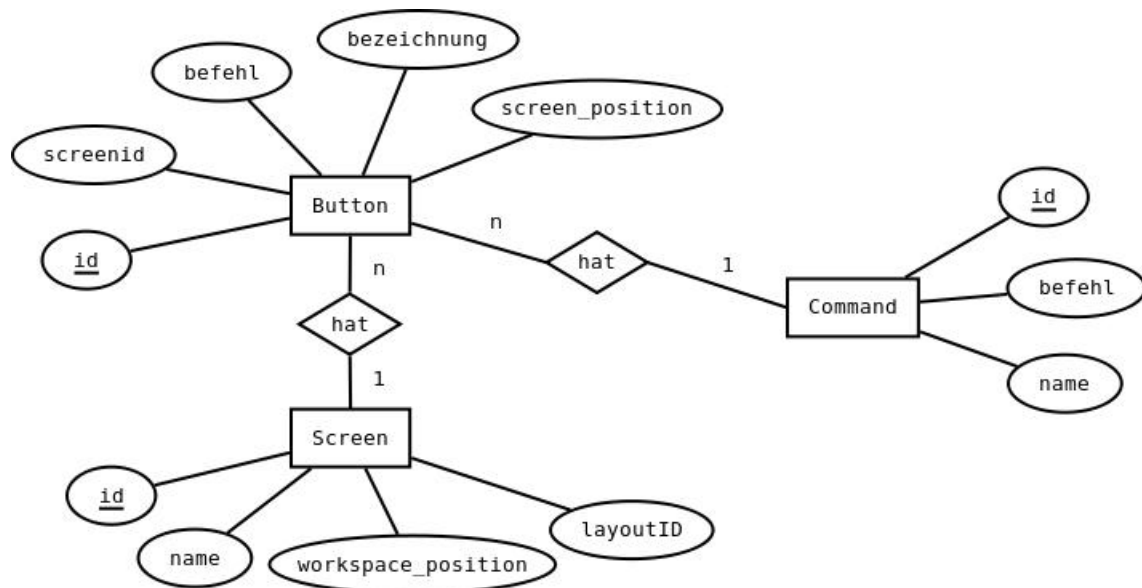 bezeichnung
befehl
screen_position
screenid
Button
id
n
id
hat
1
befehl
Command
name
n
hat
1
Screen
id
name
workspace_position
layoutID